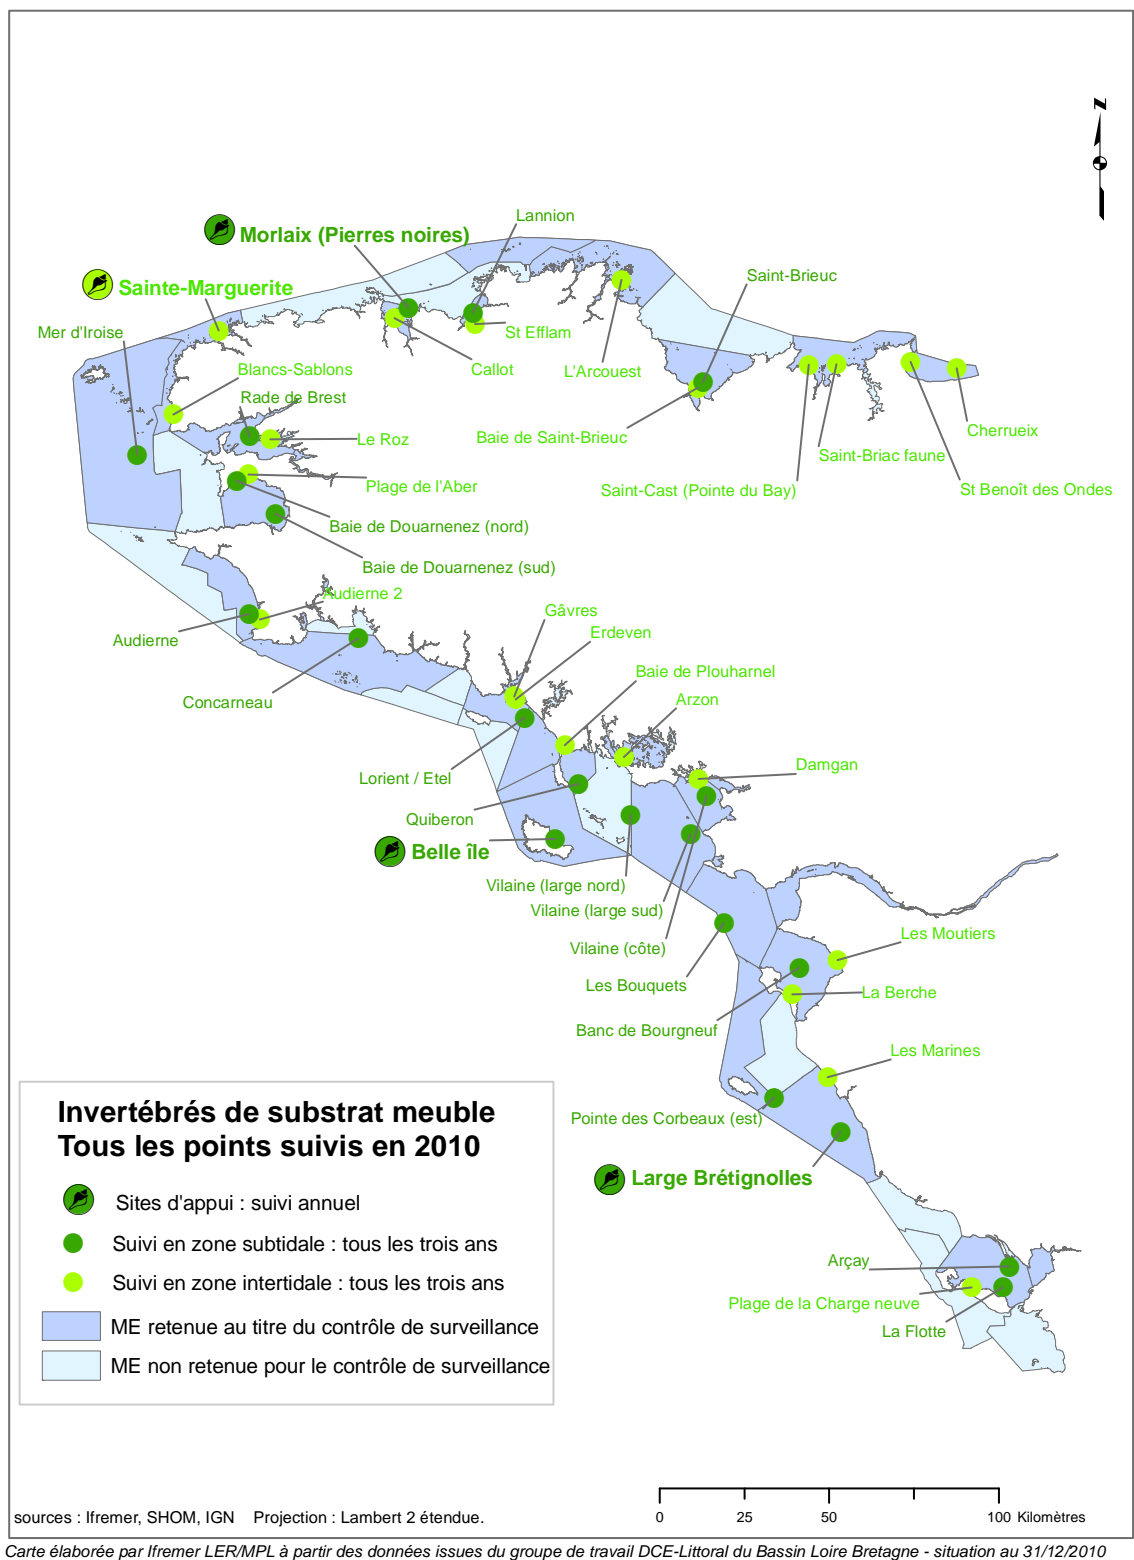 Z
Lannion
Morlaix (Pierres noires)
Saint-Brieuc
Sainte-Marguerite
Mer d'Iroise
St Efflam
Blancs-Sablons
Callot
L'Arcouest
Rade de Brest
Cherrueix
Le Roz
Baie de Saint-Brieuc
Saint-Briac faune
Plage de l'Aber
Saint-Cast (Pointe du Bay)
St Benoît des Ondes
Baie de Douarnenez (nord)
Baie de Douarnenez (sud)
Audierne 2
Gâvres
Erdeven
Audierne
Baie de Plouharnel
Arzon
Concarneau
Damgan
Lorient / Etel
Quiberon
Belle île
Vilaine (large nord)
Vilaine (large sud)
Les Moutiers
Vilaine (côte)
Les Bouquets
La Berche
Banc de Bourgneuf
Les Marines
Pointe des Corbeaux (est)
Large Brétignolles
Arçay
Plage de la Charge neuve
La Flotte
Invertébrés de substrat meuble
Tous les points suivis en 2010
Sites d'appui : suivi annuel
Suivi en zone subtidale : tous les trois ans
Suivi en zone intertidale : tous les trois ans
ME retenue au titre du contrôle de surveillance
ME non retenue pour le contrôle de surveillance
0 25 50 100 Kilomètres
sources : Ifremer, SHOM, IGN Projection : Lambert 2 étendue.
Carte élaborée par Ifremer LER/MPL à partir des données issues du groupe de travail DCE-Littoral du Bassin Loire Bretagne - situation au 31/12/2010